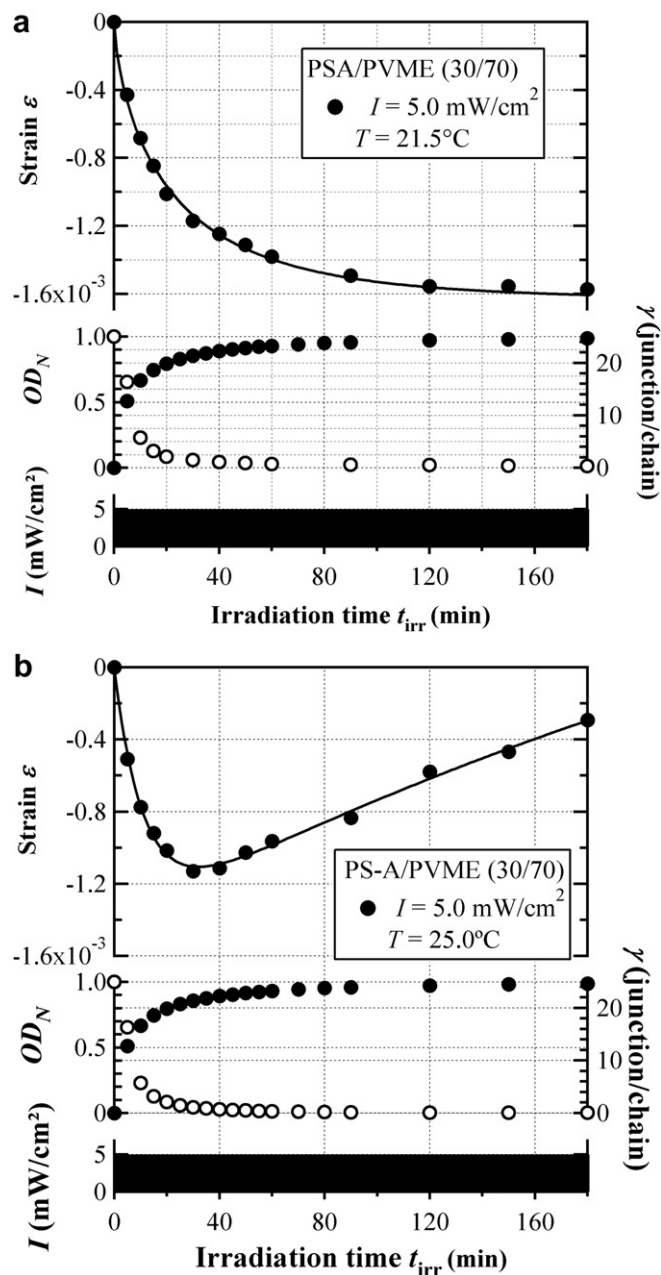 a
0
-0.4
-0.8
-1.2
-1.6x10⁻³
Strain ε
PSA/PVME (30/70)
● I = 5.0 mW/cm²
T = 21.5°C
1.0
0.5
0
OD_N
20
10
0
γ (junction/chain)
5
0
I (mW/cm²)
0 40 80 120 160
Irradiation time t_irr (min)
b
0
-0.4
-0.8
-1.2
-1.6x10⁻³
Strain ε
PS-A/PVME (30/70)
● I = 5.0 mW/cm²
T = 25.0ºC
1.0
0.5
0
OD_N
20
10
0
γ (junction/chain)
5
0
I (mW/cm²)
0 40 80 120 160
Irradiation time t_irr (min)